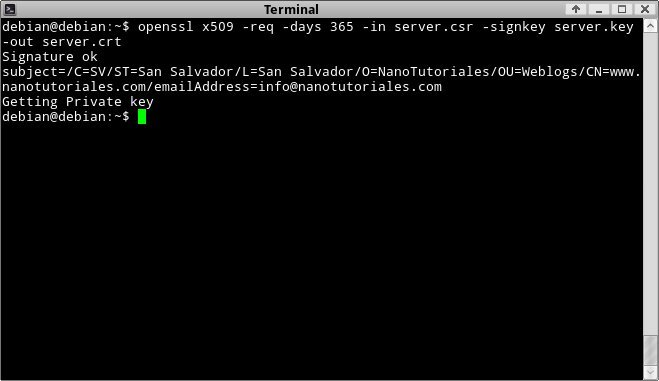 Terminal
debian@debian:~$ openssl x509 -req -days 365 -in server.csr -signkey server.key
-out server.crt
Signature ok
subject=/C=SV/ST=San Salvador/L=San Salvador/O=NanoTutoriales/OU=Weblogs/CN=www.
nanotutoriales.com/emailAddress=info@nanotutoriales.com
Getting Private key
debian@debian:~$